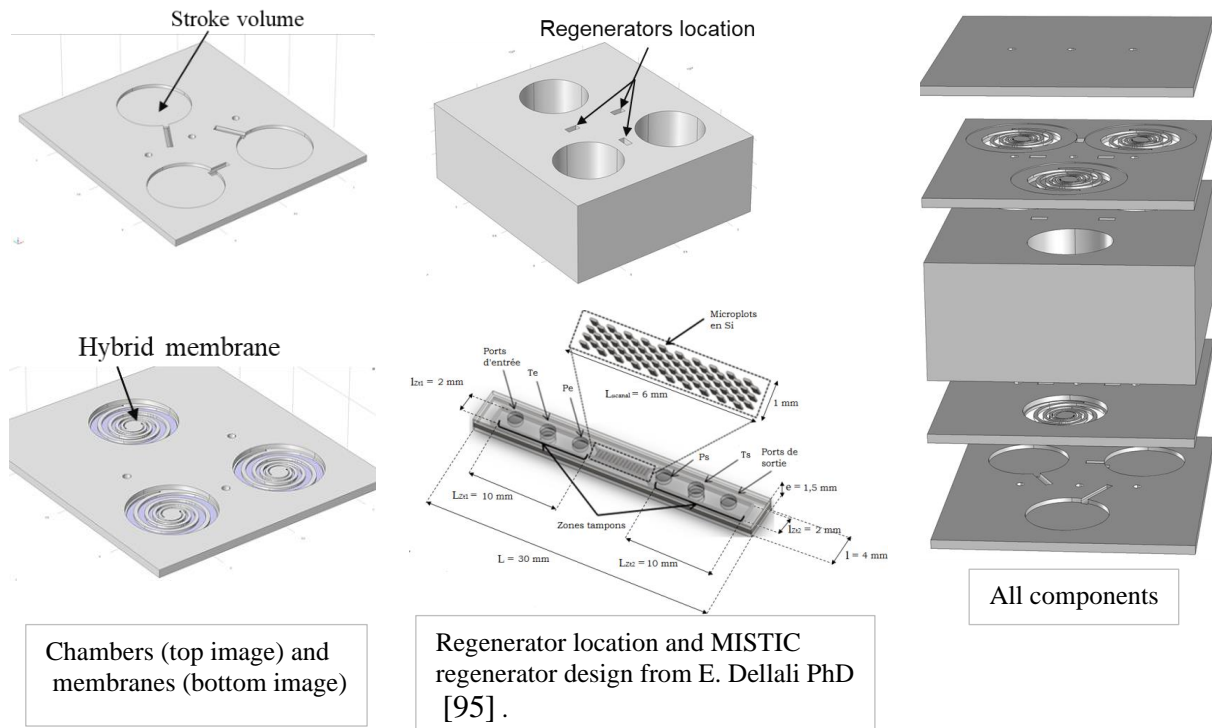 Stroke volume
Hybrid membrane
Chambers (top image) and
membranes (bottom image)
Regenerators location
Microplots
en Si
Ports
d'entrée
Te
Pe
lZt1 = 2 mm
Lµcanal = 6 mm
1 mm
Ps
Ts
Ports de
sortie
e = 1,5 mm
LZt1 = 10 mm
Zones tampons
lZt2 = 2 mm
L = 30 mm
LZt2 = 10 mm
l = 4 mm
Regenerator location and MISTIC
regenerator design from E. Dellali PhD
[95] .
All components